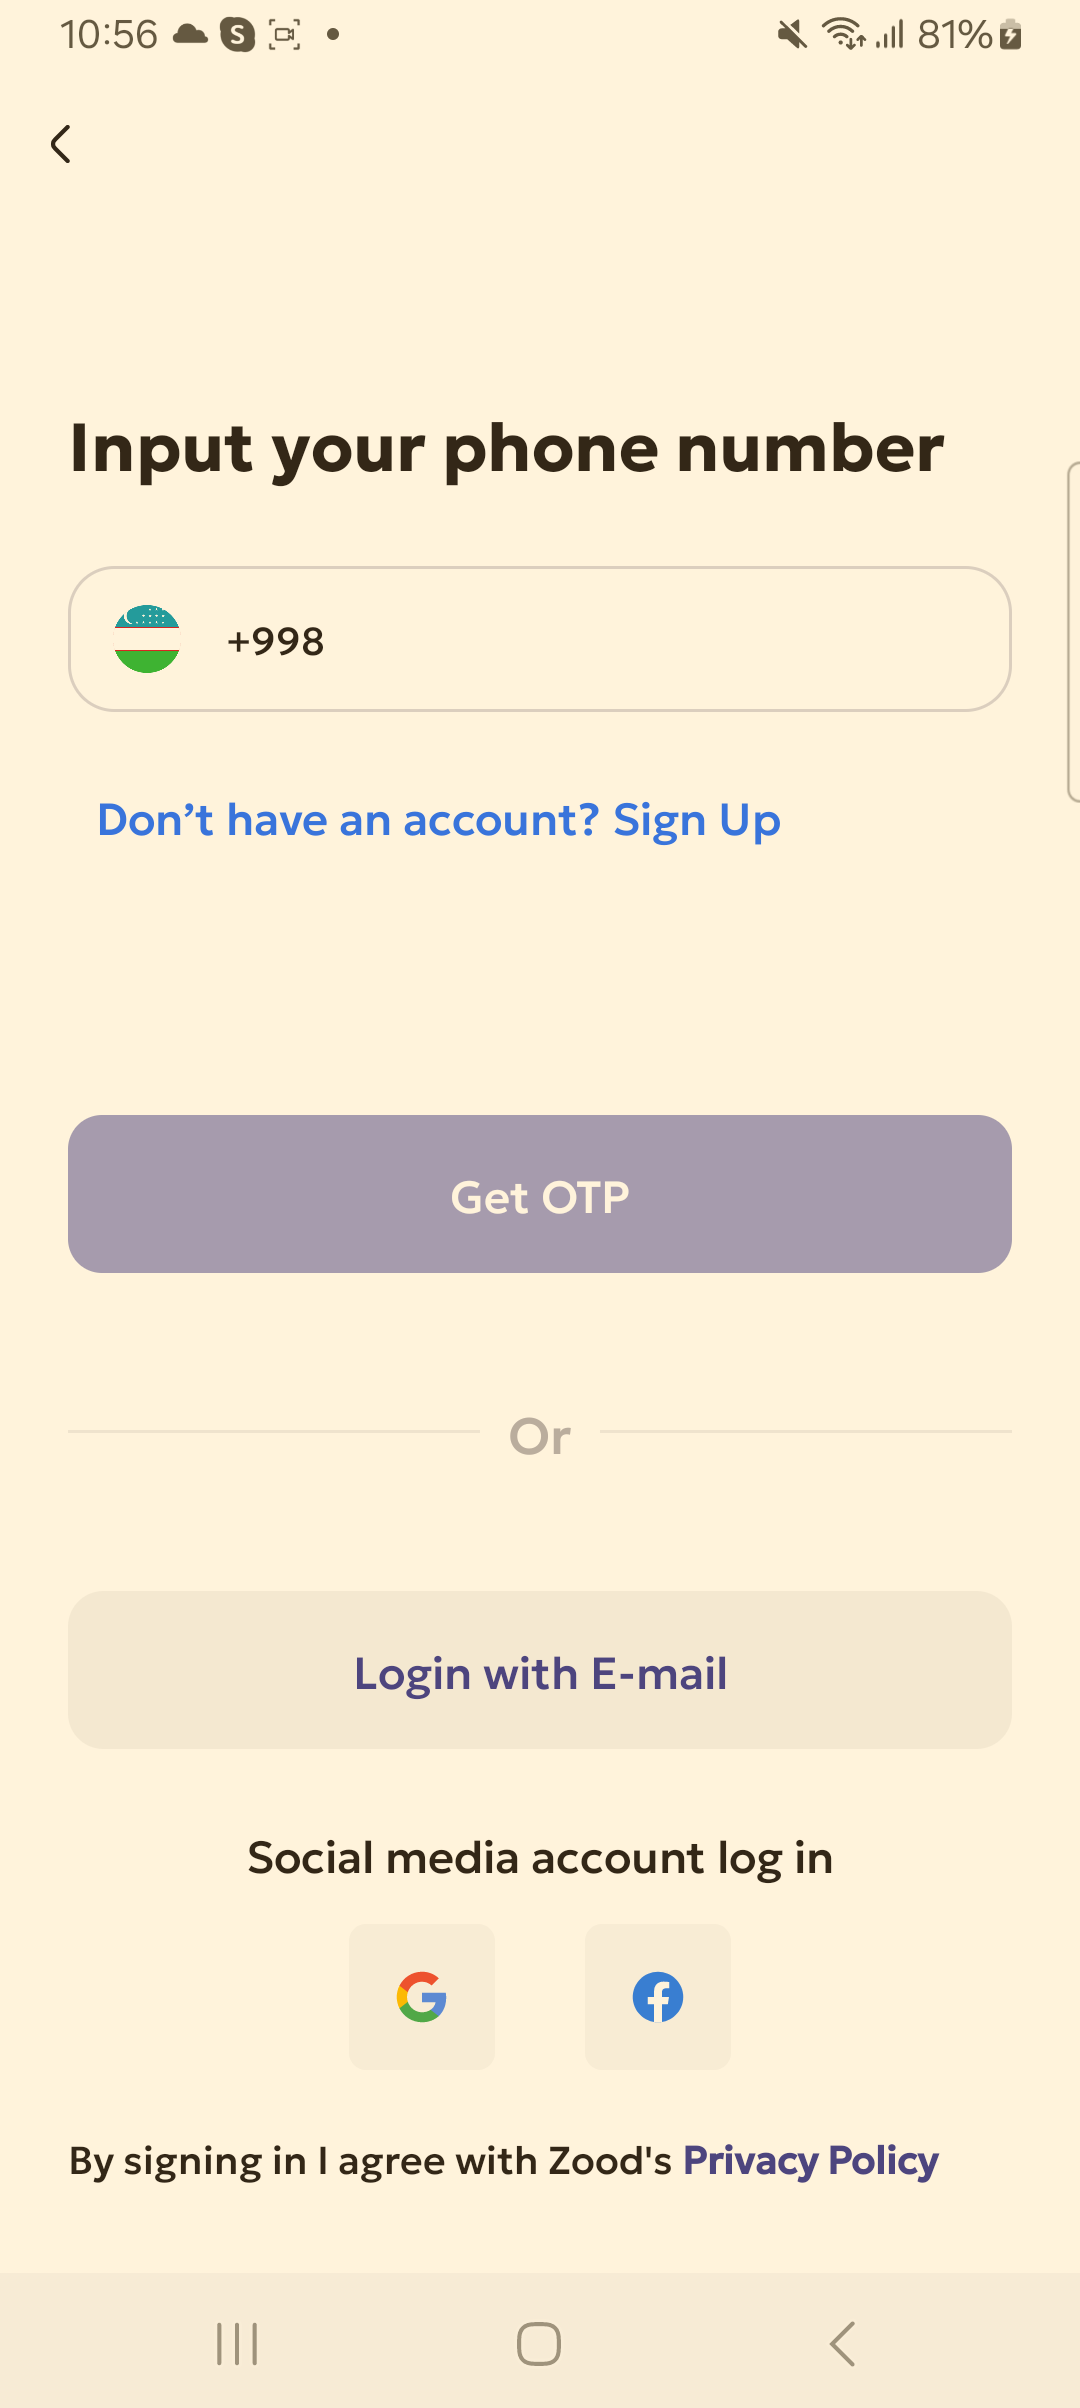 10:56 81%
Input your phone number
+998
Don’t have an account? Sign Up
Get OTP
Or
Login with E-mail
Social media account log in
By signing in I agree with Zood's Privacy Policy